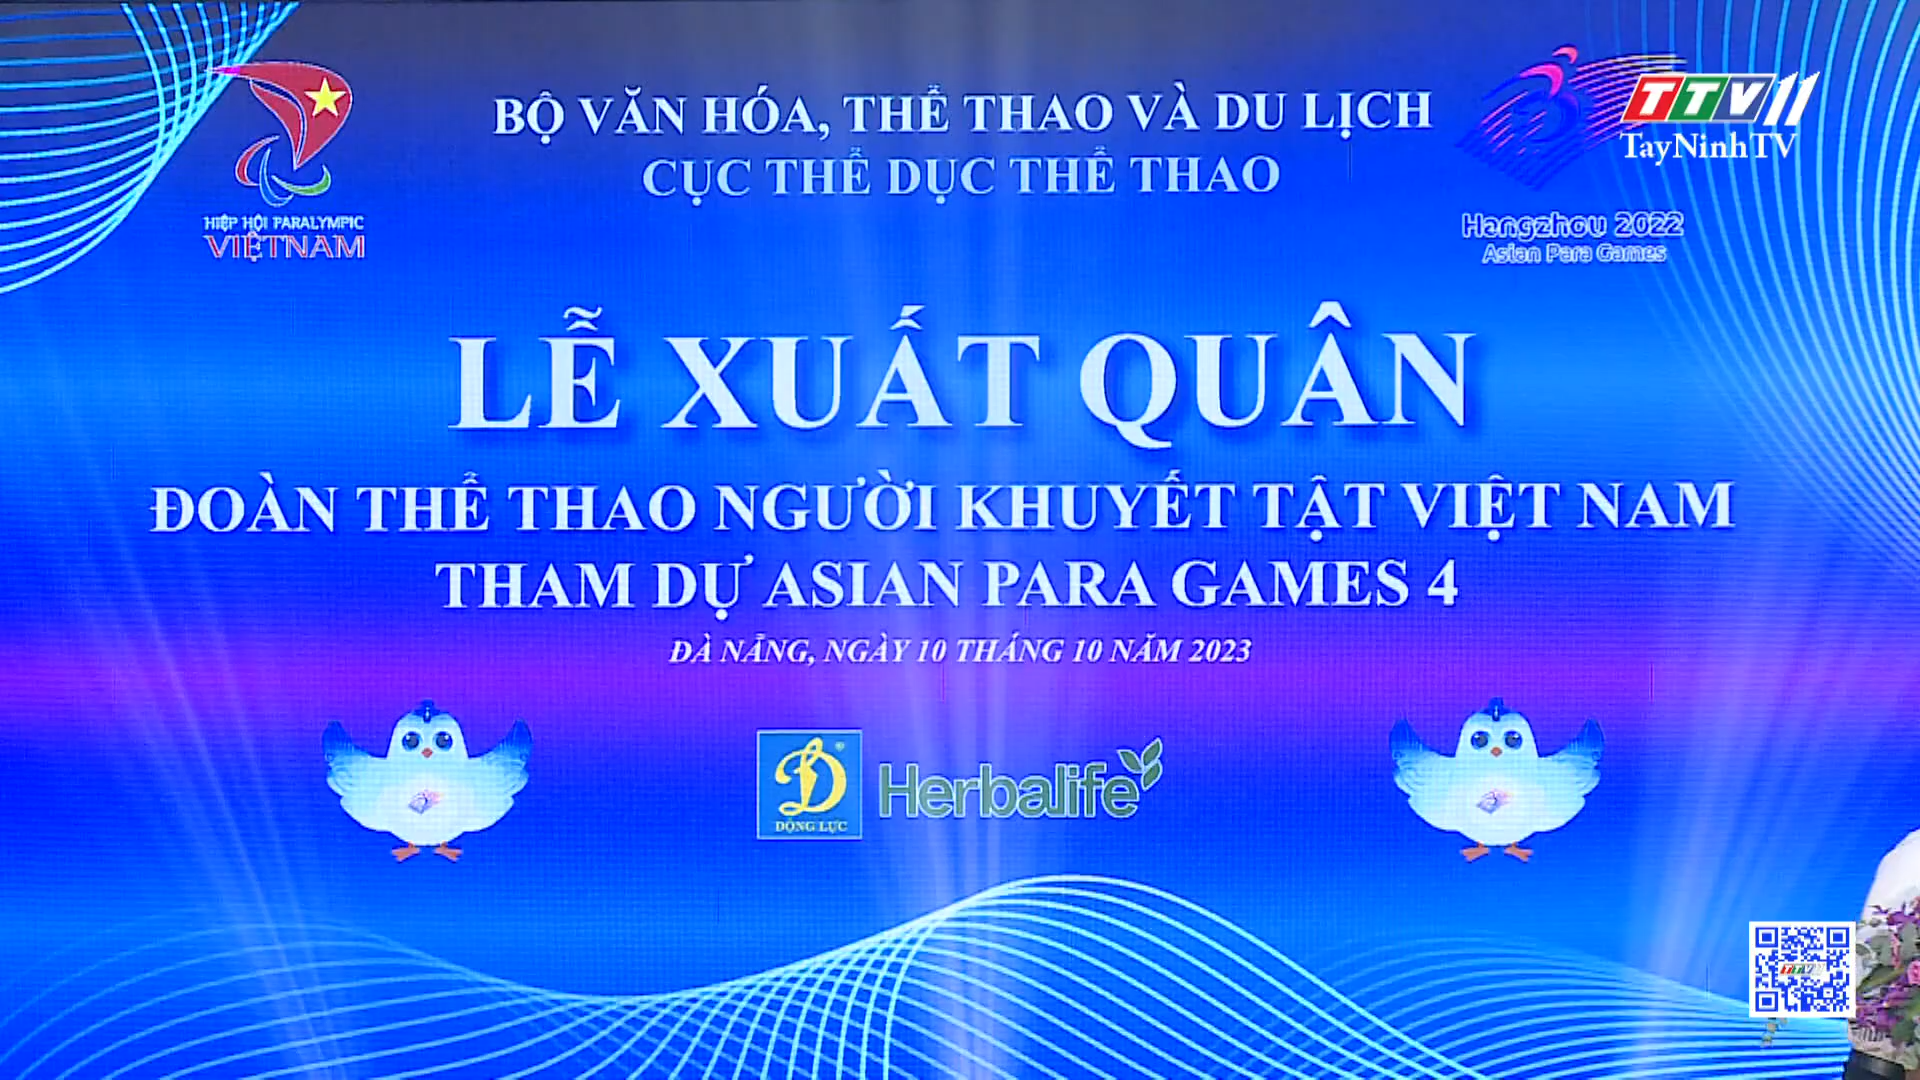 BỘ VĂN HÓA, THỂ THAO VÀ DU LỊCH
CỤC THỂ DỤC THỂ THAO
HIỆP HỘI PARALYMPIC
VIỆTNAM
TTV11
TayNinhTV
Hangzhou 2022
Asian Para Games
LỄ XUẤT QUÂN
ĐOÀN THỂ THAO NGƯỜI KHUYẾT TẬT VIỆT NAM
THAM DỰ ASIAN PARA GAMES 4
ĐÀ NẴNG, NGÀY 10 THÁNG 10 NĂM 2023
ĐỘNG LỰC
Herbalife
TTV11